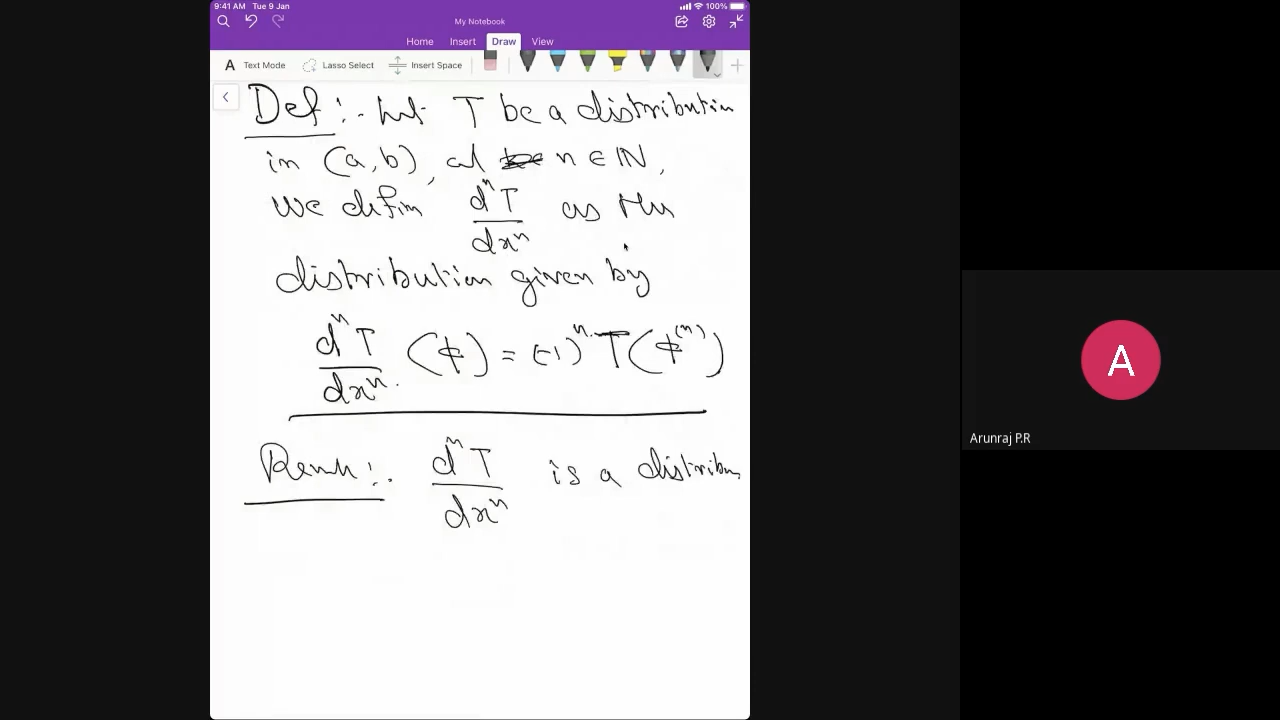 9:41 AM Tue 9 Jan
100%
My Notebook
Home Insert Draw View
A Text Mode Lasso Select Insert Space
Def :- Let T be a distribution
in (a, b), and n ∈ ℕ,
we define dⁿT/dxⁿ as the
distribution given by
dⁿT/dxⁿ (φ) = (-1)ⁿ T(φ⁽ⁿ⁾)
Remark :- dⁿT/dxⁿ is a distribution
A
Arunraj P.R